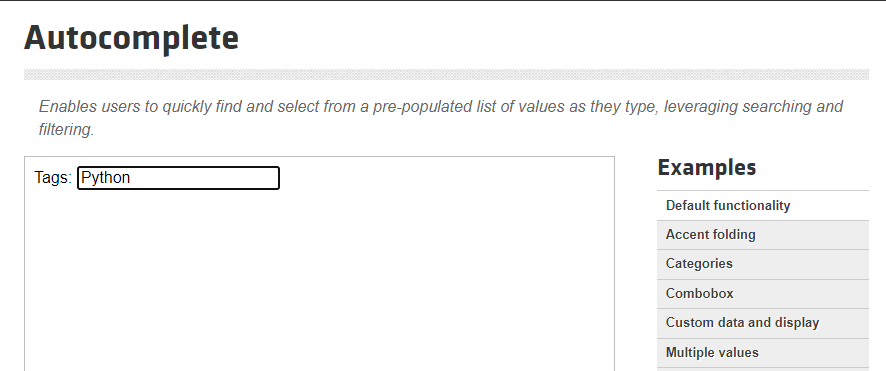 Autocomplete
Enables users to quickly find and select from a pre-populated list of values as they type, leveraging searching and
filtering.
Tags: Python
Examples
Default functionality
Accent folding
Categories
Combobox
Custom data and display
Multiple values